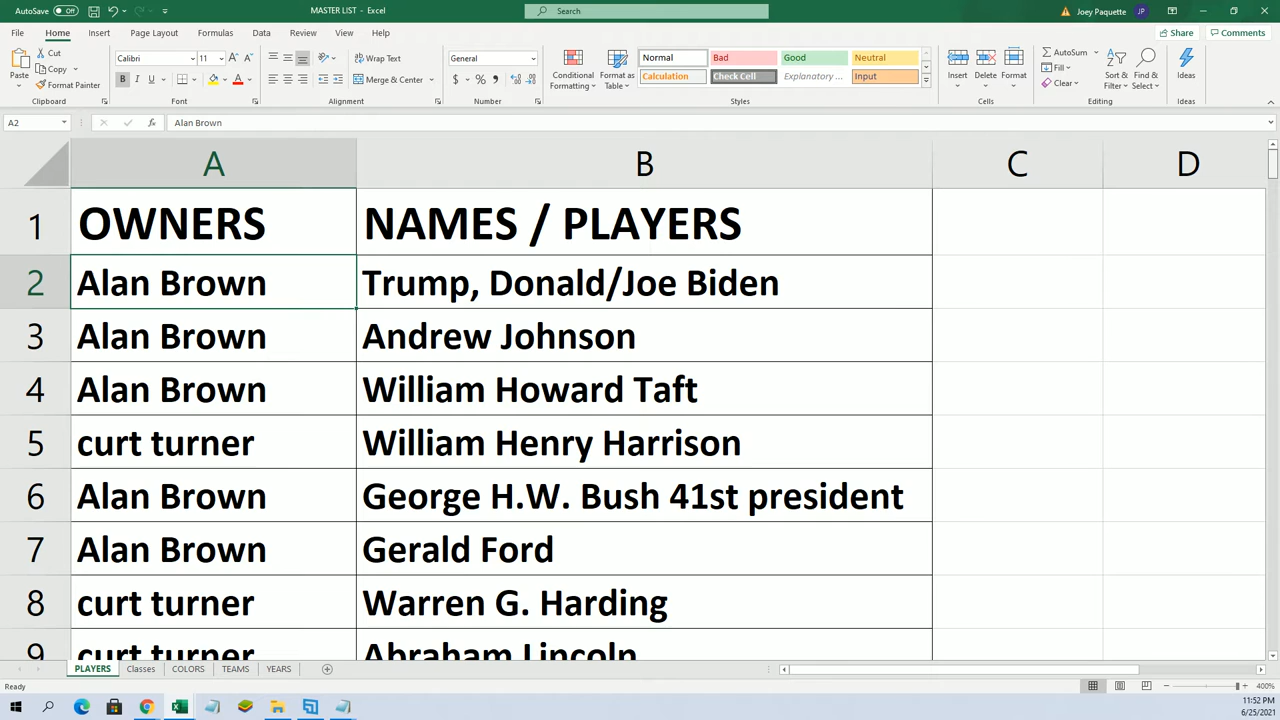 AutoSave Off MASTER LIST - Excel Search Joey Paquette JP
File Home Insert Page Layout Formulas Data Review View Help Share Comments
Paste Cut Copy Format Painter Clipboard
Calibri 11 A A B I U A Font
Wrap Text Merge & Center Alignment
General $ % , Number
Conditional Formatting Format as Table
Normal Bad Good Neutral
Calculation Check Cell Explanatory ... Input
Styles
Insert Delete Format Cells
AutoSum Fill Clear Sort & Filter Find & Select Editing
Ideas Ideas
A2 fx Alan Brown
A B C D
1 OWNERS NAMES / PLAYERS
2 Alan Brown Trump, Donald/Joe Biden
3 Alan Brown Andrew Johnson
4 Alan Brown William Howard Taft
5 curt turner William Henry Harrison
6 Alan Brown George H.W. Bush 41st president
7 Alan Brown Gerald Ford
8 curt turner Warren G. Harding
9 curt turner Abraham Lincoln
PLAYERS Classes COLORS TEAMS YEARS
Ready 400%
11:52 PM
6/25/2021